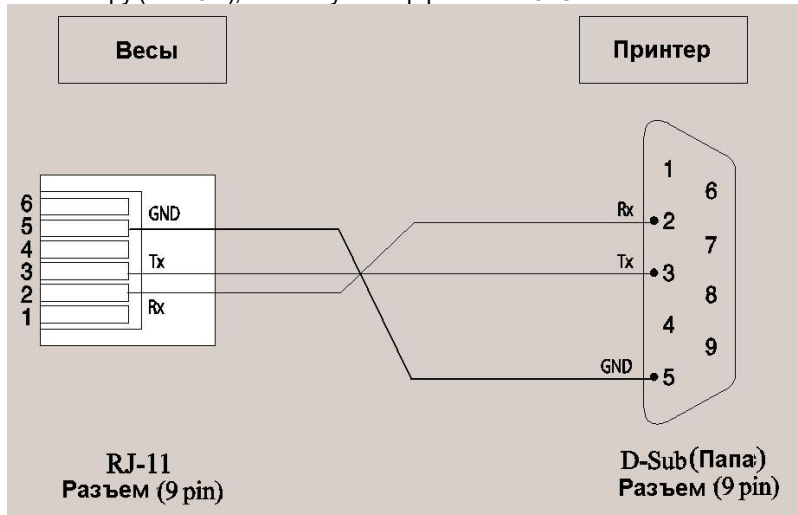 Весы
Принтер
1
6
Rx
2
7
Tx
3
8
4
9
GND
5
6
5
4
3
2
1
GND
Tx
Rx
RJ-11
Разъем (9 pin)
D-Sub(Папа)
Разъем (9 pin)